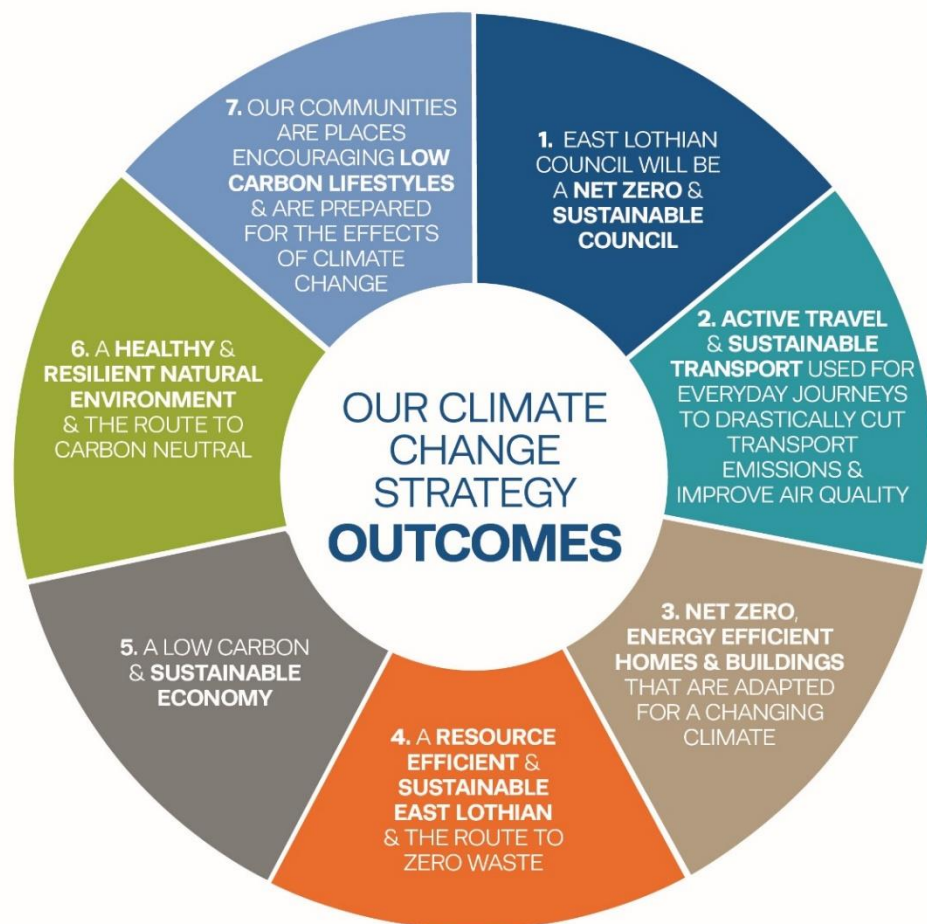 OUR CLIMATE
CHANGE
STRATEGY
OUTCOMES
1. EAST LOTHIAN
COUNCIL WILL BE
A NET ZERO &
SUSTAINABLE
COUNCIL
2. ACTIVE TRAVEL
& SUSTAINABLE
TRANSPORT USED FOR
EVERYDAY JOURNEYS
TO DRASTICALLY CUT
TRANSPORT
EMISSIONS &
IMPROVE AIR QUALITY
3. NET ZERO,
ENERGY EFFICIENT
HOMES & BUILDINGS
THAT ARE ADAPTED
FOR A CHANGING
CLIMATE
4. A RESOURCE
EFFICIENT &
SUSTAINABLE
EAST LOTHIAN
& THE ROUTE TO
ZERO WASTE
5. A LOW CARBON
& SUSTAINABLE
ECONOMY
6. A HEALTHY &
RESILIENT NATURAL
ENVIRONMENT
& THE ROUTE TO
CARBON NEUTRAL
7. OUR COMMUNITIES
ARE PLACES
ENCOURAGING LOW
CARBON LIFESTYLES
& ARE PREPARED
FOR THE EFFECTS
OF CLIMATE
CHANGE